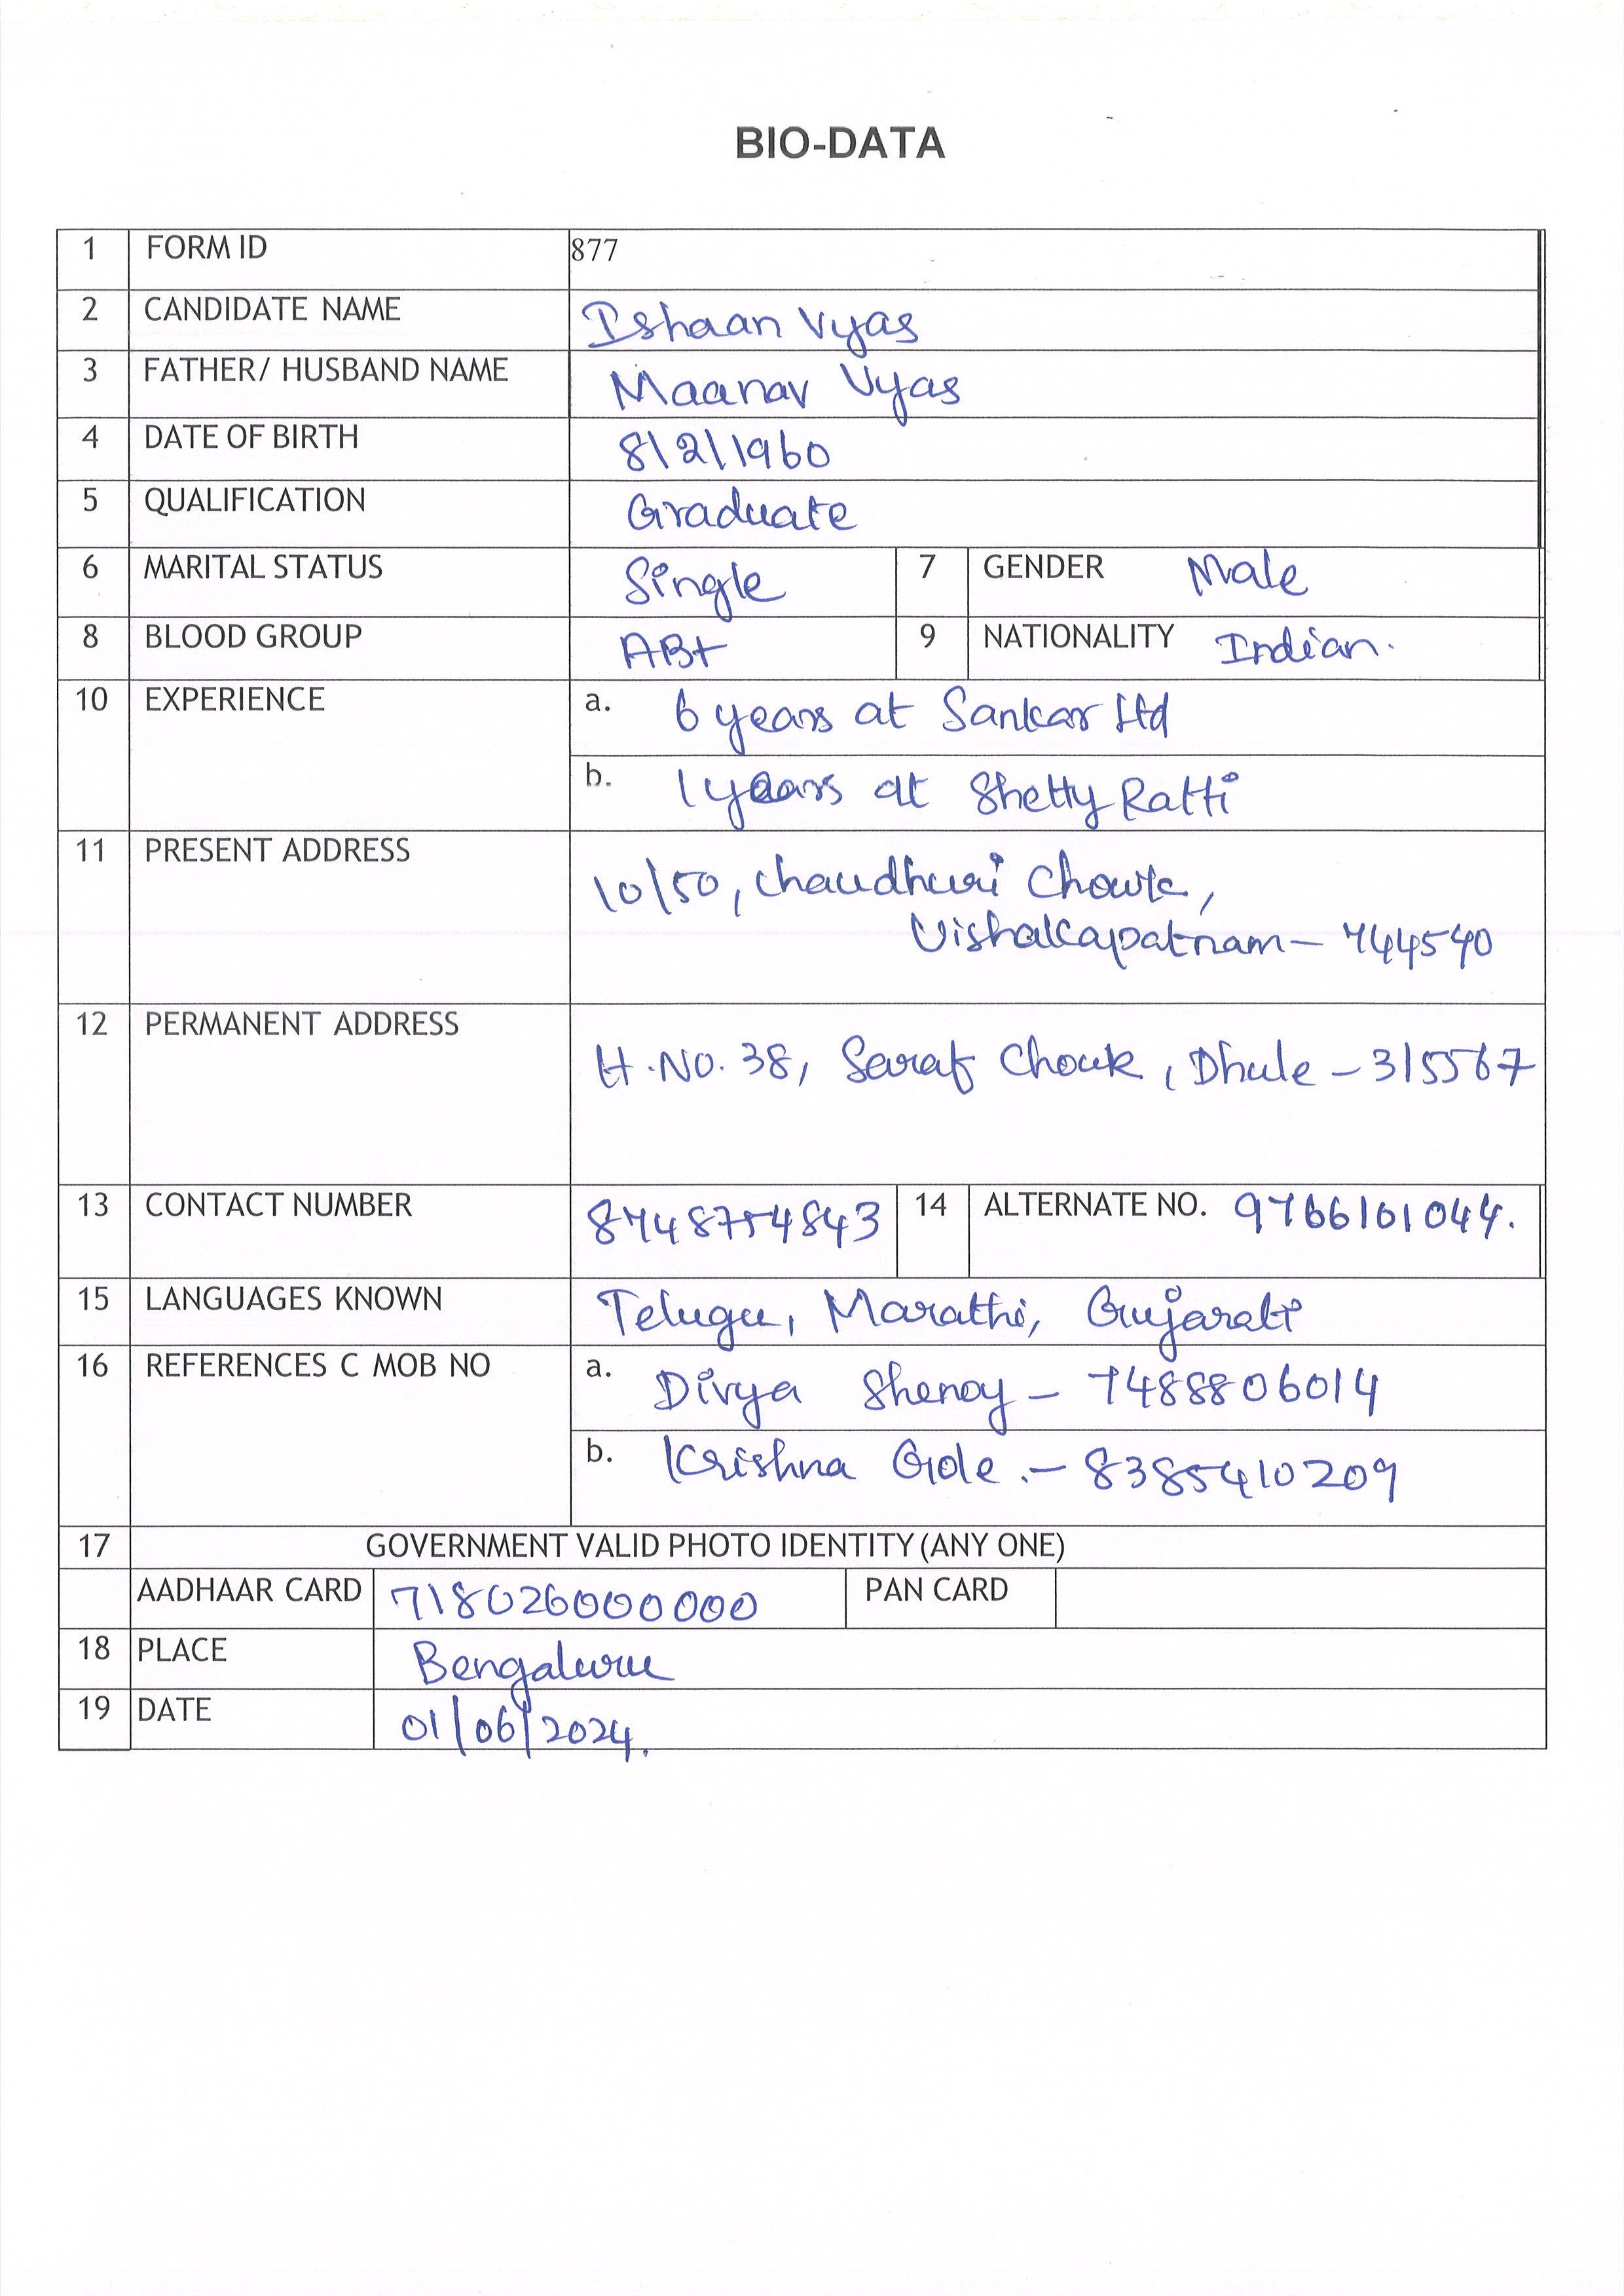 BIO-DATA
1 FORM ID 877
2 CANDIDATE NAME Ishaan Vyas
3 FATHER/ HUSBAND NAME Maanav Vyas
4 DATE OF BIRTH 8/2/1960
5 QUALIFICATION Graduate
6 MARITAL STATUS Single 7 GENDER Male
8 BLOOD GROUP AB+ 9 NATIONALITY Indian.
10 EXPERIENCE a. 6 years at Sankar Ltd
b. 1 years at Shetty Ratti
11 PRESENT ADDRESS
10/50, Chaudhuri Chowk,
Vishakapatnam - 744540
12 PERMANENT ADDRESS
H.No. 38, Saraf Chowk, Dhule - 315567
13 CONTACT NUMBER 8748754843 14 ALTERNATE NO. 9766101044.
15 LANGUAGES KNOWN Telugu, Marathi, Gujarati
16 REFERENCES C MOB NO a. Divya Shenoy - 7488806014
b. Krishna Gole. - 8385410209
17 GOVERNMENT VALID PHOTO IDENTITY (ANY ONE)
AADHAAR CARD 718026000000 PAN CARD
18 PLACE Bengaluru
19 DATE 01/06/2024.